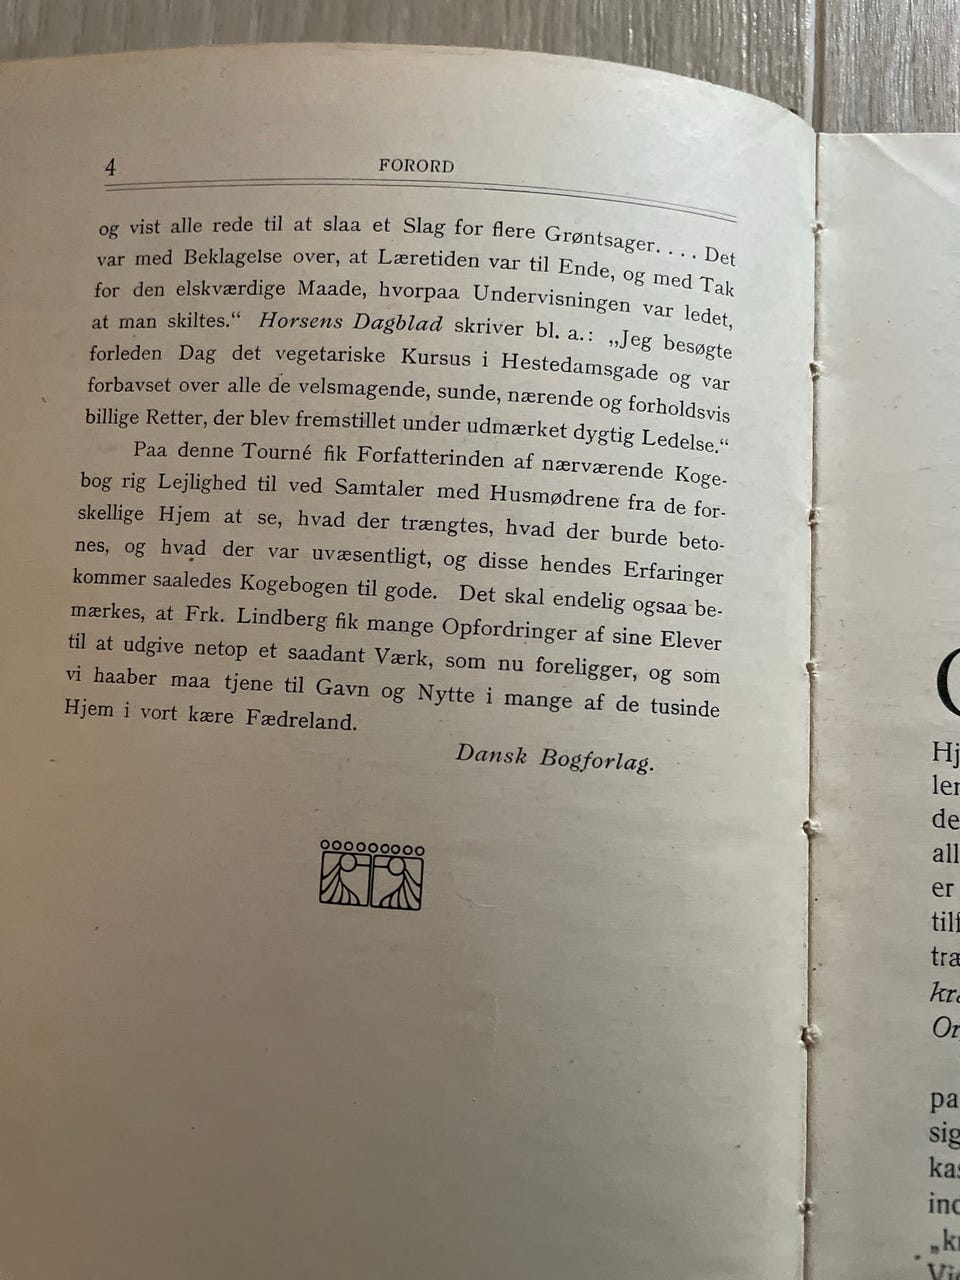 4 FORORD
og vist alle rede til at slaa et Slag for flere Grøntsager. . . . Det
var med Beklagelse over, at Læretiden var til Ende, og med Tak
for den elskværdige Maade, hvorpaa Undervisningen var ledet,
at man skiltes.“ Horsens Dagblad skriver bl. a.: „Jeg besøgte
forleden Dag det vegetariske Kursus i Hestedamsgade og var
forbavset over alle de velsmagende, sunde, nærende og forholdsvis
billige Retter, der blev fremstillet under udmærket dygtig Ledelse.“
Paa denne Tourné fik Forfatterinden af nærværende Koge-
bog rig Lejlighed til ved Samtaler med Husmødrene fra de for-
skellige Hjem at se, hvad der trængtes, hvad der burde beto-
nes, og hvad der var uvæsentligt, og disse hendes Erfaringer
kommer saaledes Kogebogen til gode. Det skal endelig ogsaa be-
mærkes, at Frk. Lindberg fik mange Opfordringer af sine Elever
til at udgive netop et saadant Værk, som nu foreligger, og som
vi haaber maa tjene til Gavn og Nytte i mange af de tusinde
Hjem i vort kære Fædreland.
Dansk Bogforlag.
Hj
de
all
er
pa
sig